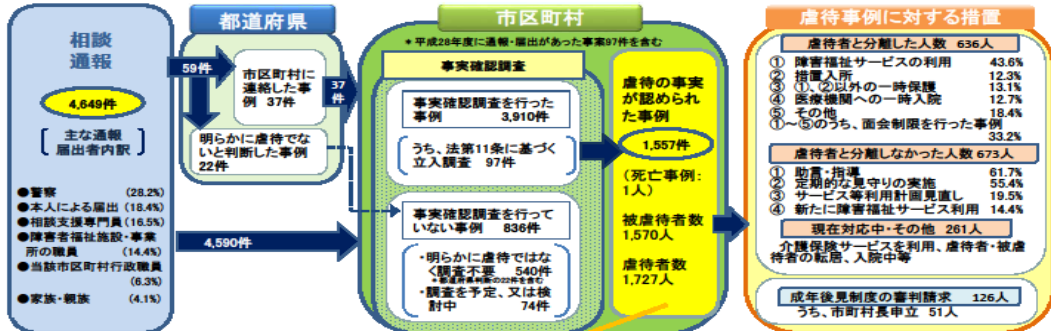 相談
通報
4,649件
主な通報
届出者内訳
●警察 (28.2%)
●本人による届出 (18.4%)
●相談支援専門員 (16.5%)
●障害者福祉施設・事業
所の職員 (14.4%)
●当該市区町村行政職員
(6.3%)
●家族・親族 (4.1%)
都道府県
59件
市区町村に
連絡した事
例 37件
明らかに虐待でな
いと判断した事例
22件
37
件
4,590件
市区町村
*平成28年度に通報・届出があった事案97件を含む
事実確認調査
事実確認調査を行った
事例 3,910件
うち、法第11条に基づく
立入調査 97件
事実確認調査を行って
いない事例 836件
・明らかに虐待ではな
く調査不要 540件
*都道府県判断の22件を含む
・調査を予定、又は検
討中 74件
虐待の事実
が認められ
た事例
1,557件
(死亡事例:
1人)
被虐待者数
1,570人
虐待者数
1,727人
虐待事例に対する措置
虐待者と分離した人数 636人
① 障害福祉サービスの利用 43.6%
② 措置入所 12.3%
③ ①、②以外の一時保護 13.1%
④ 医療機関への一時入院 12.7%
⑤ その他 18.4%
①~⑤のうち、面会制限を行った事例
33.2%
虐待者と分離しなかった人数 673人
① 助言・指導 61.7%
② 定期的な見守りの実施 55.4%
③ サービス等利用計画見直し 19.5%
④ 新たに障害福祉サービス利用 14.4%
現在対応中・その他 261人
介護保険サービスを利用、虐待者・被虐
待者の転居、入院中等
成年後見制度の審判請求 126人
うち、市町村長申立 51人